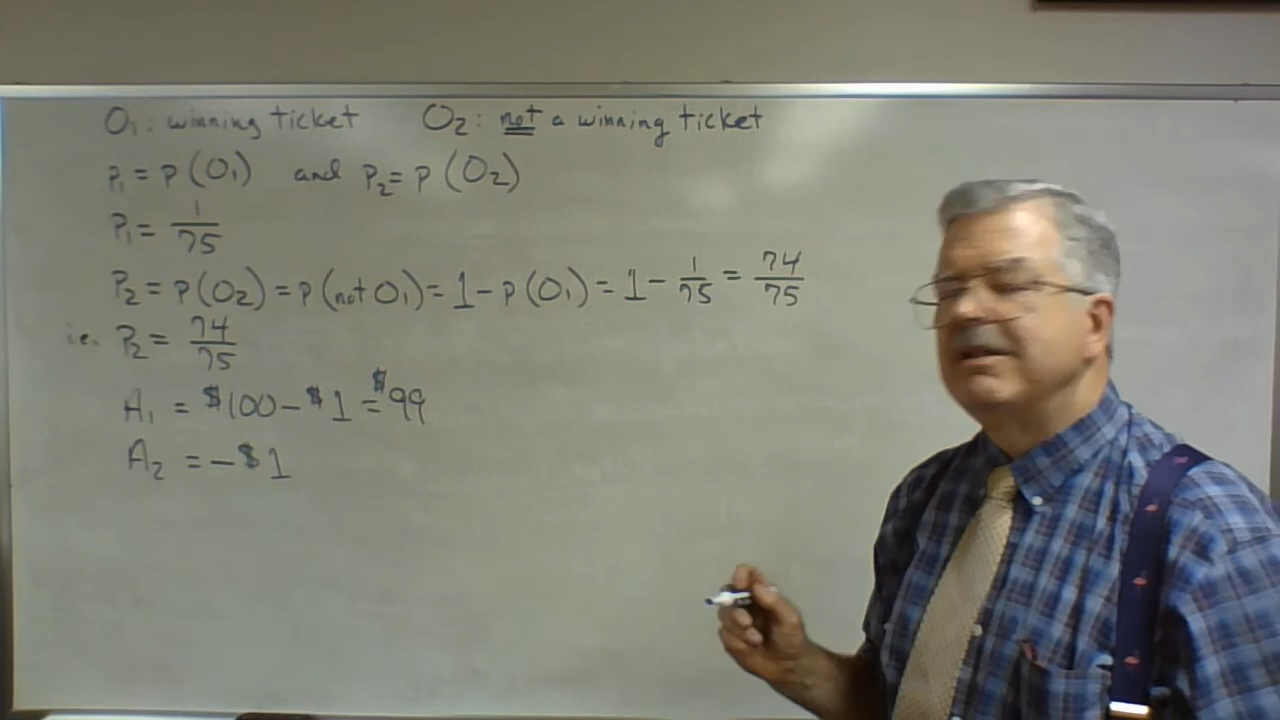 O₁: winning ticket O₂: not a winning ticket
P₁ = P(O₁) and P₂ = P(O₂)
P₁ = 1/75
P₂ = P(O₂) = P(not O₁) = 1 - P(O₁) = 1 - 1/75 = 74/75
i.e. P₂ = 74/75
A₁ = $100 - $1 = $99
A₂ = -$1